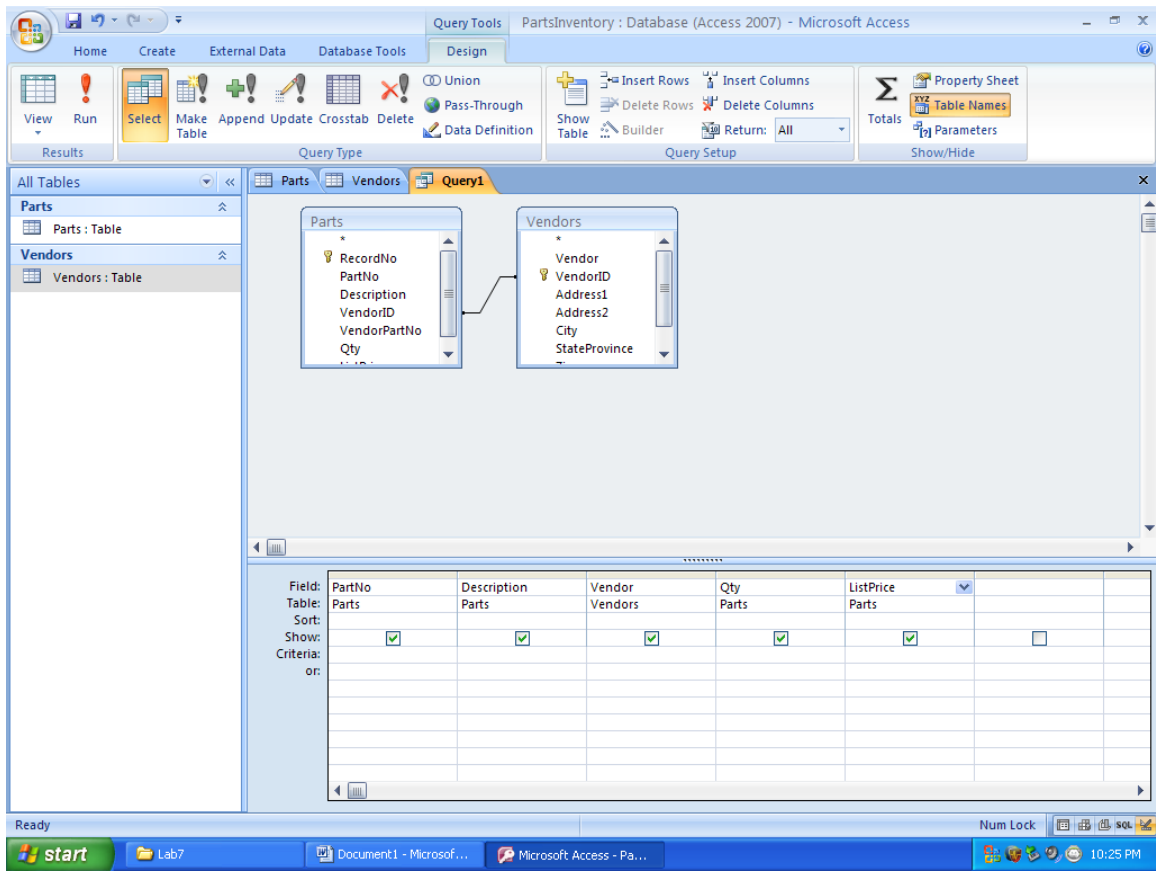 Query Tools PartsInventory : Database (Access 2007) - Microsoft Access
Home Create External Data Database Tools Design
View
Run
Select
Make Table
Append
Update
Crosstab
Delete
Union
Pass-Through
Data Definition
Show Table
Insert Rows
Delete Rows
Builder
Insert Columns
Delete Columns
Return: All
Totals
Property Sheet
Table Names
Parameters
Results Query Type Query Setup Show/Hide
All Tables
Parts
Parts : Table
Vendors
Vendors : Table
Parts Vendors Query1
Parts
*
RecordNo
PartNo
Description
VendorID
VendorPartNo
Qty
Vendors
*
Vendor
VendorID
Address1
Address2
City
StateProvince
Field: PartNo Description Vendor Qty ListPrice
Table: Parts Parts Vendors Parts Parts
Sort:
Show:
Criteria:
or:
Ready Num Lock SQL
start Lab7 Document1 - Microsof... Microsoft Access - Pa... 10:25 PM